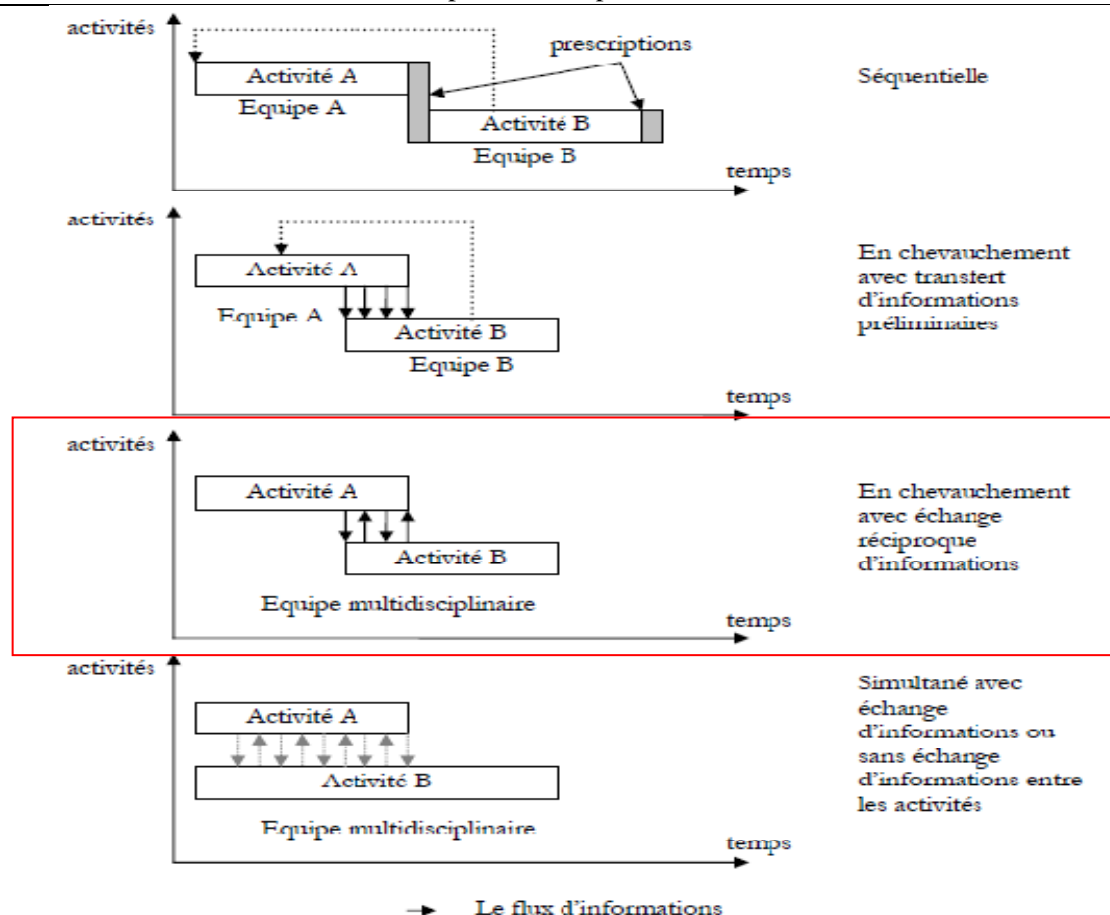 activités
prescriptions
Activité A
Séquentielle
Equipe A
Activité B
Equipe B
temps
activités
Activité A
En chevauchement
avec transfert
d'informations
préliminaires
Equipe A
Activité B
Equipe B
temps
activités
Activité A
En chevauchement
avec échange
réciproque
d'informations
Activité B
Equipe multidisciplinaire
temps
activités
Simultané avec
échange
d'informations ou
sans échange
d'informations entre
les activités
Activité A
Activité B
Equipe multidisciplinaire
temps
Le flux d'informations